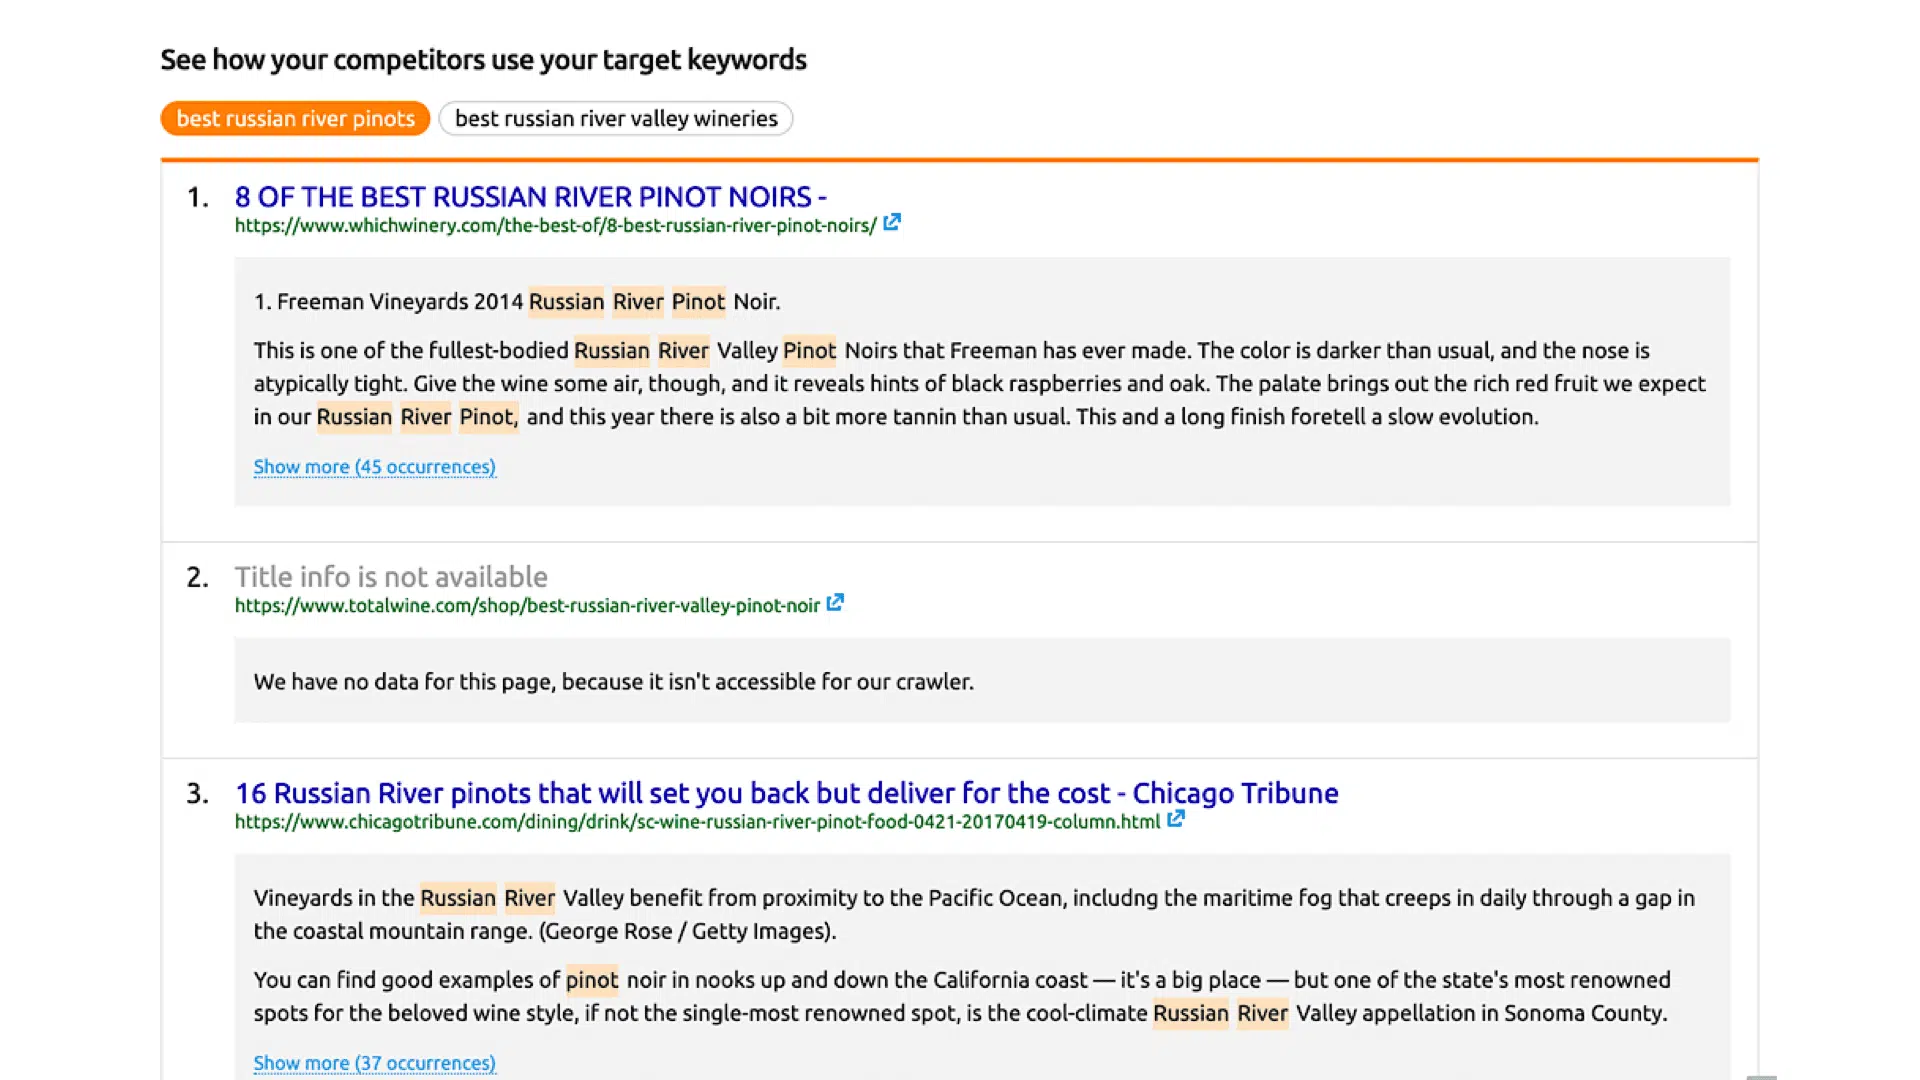 See how your competitors use your target keywords
best russian river pinots best russian river valley wineries
1. 8 OF THE BEST RUSSIAN RIVER PINOT NOIRS -
https://www.whichwinery.com/the-best-of/8-best-russian-river-pinot-noirs/
1. Freeman Vineyards 2014 Russian River Pinot Noir.
This is one of the fullest-bodied Russian River Valley Pinot Noirs that Freeman has ever made. The color is darker than usual, and the nose is
atypically tight. Give the wine some air, though, and it reveals hints of black raspberries and oak. The palate brings out the rich red fruit we expect
in our Russian River Pinot, and this year there is also a bit more tannin than usual. This and a long finish foretell a slow evolution.
Show more (45 occurrences)
2. Title info is not available
https://www.totalwine.com/shop/best-russian-river-valley-pinot-noir
We have no data for this page, because it isn't accessible for our crawler.
3. 16 Russian River pinots that will set you back but deliver for the cost - Chicago Tribune
https://www.chicagotribune.com/dining/drink/sc-wine-russian-river-pinot-food-0421-20170419-column.html
Vineyards in the Russian River Valley benefit from proximity to the Pacific Ocean, includng the maritime fog that creeps in daily through a gap in
the coastal mountain range. (George Rose / Getty Images).
You can find good examples of pinot noir in nooks up and down the California coast — it's a big place — but one of the state's most renowned
spots for the beloved wine style, if not the single-most renowned spot, is the cool-climate Russian River Valley appellation in Sonoma County.
Show more (37 occurrences)